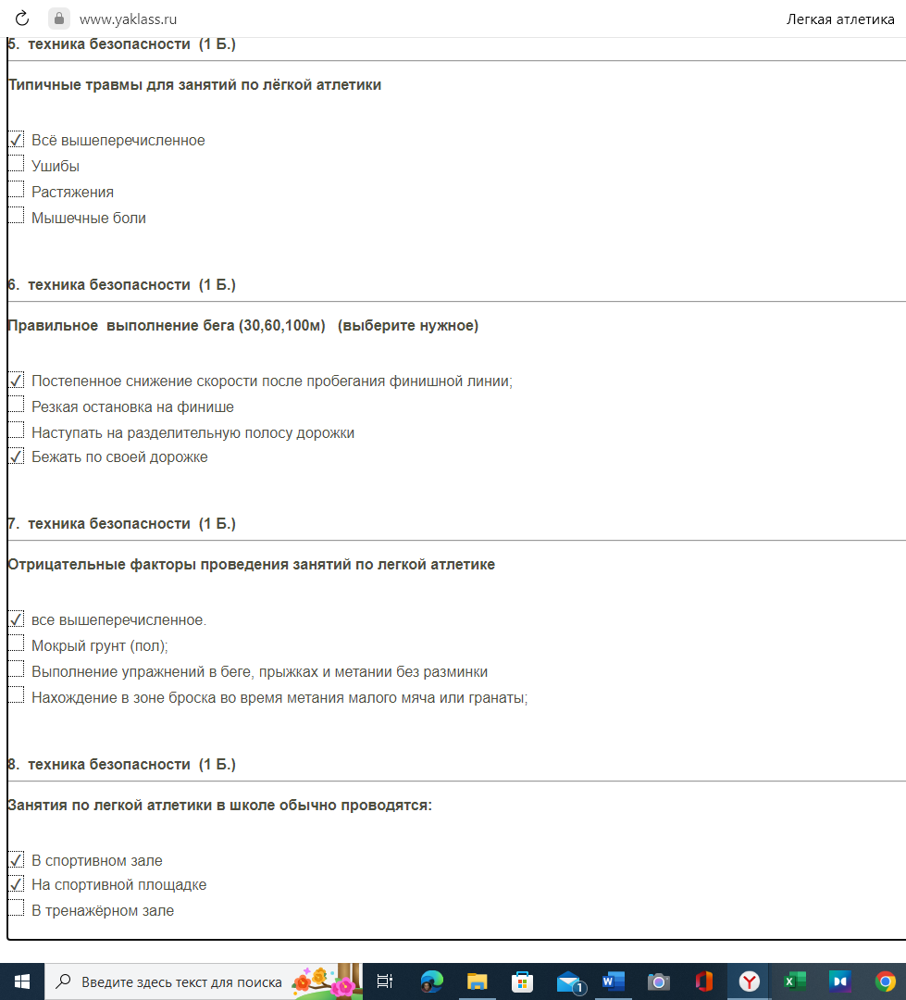 www.yaklass.ru
Легкая атлетика
5. техника безопасности (1 Б.)
Типичные травмы для занятий по лёгкой атлетики
Всё вышеперечисленное
Ушибы
Растяжения
Мышечные боли
6. техника безопасности (1 Б.)
Правильное выполнение бега (30,60,100м) (выберите нужное)
Постепенное снижение скорости после пробегания финишной линии;
Резкая остановка на финише
Наступать на разделительную полосу дорожки
Бежать по своей дорожке
7. техника безопасности (1 Б.)
Отрицательные факторы проведения занятий по легкой атлетике
все вышеперечисленное.
Мокрый грунт (пол);
Выполнение упражнений в беге, прыжках и метании без разминки
Нахождение в зоне броска во время метания малого мяча или гранаты;
8. техника безопасности (1 Б.)
Занятия по легкой атлетики в школе обычно проводятся:
В спортивном зале
На спортивной площадке
В тренажёрном зале
Введите здесь текст для поиска
1